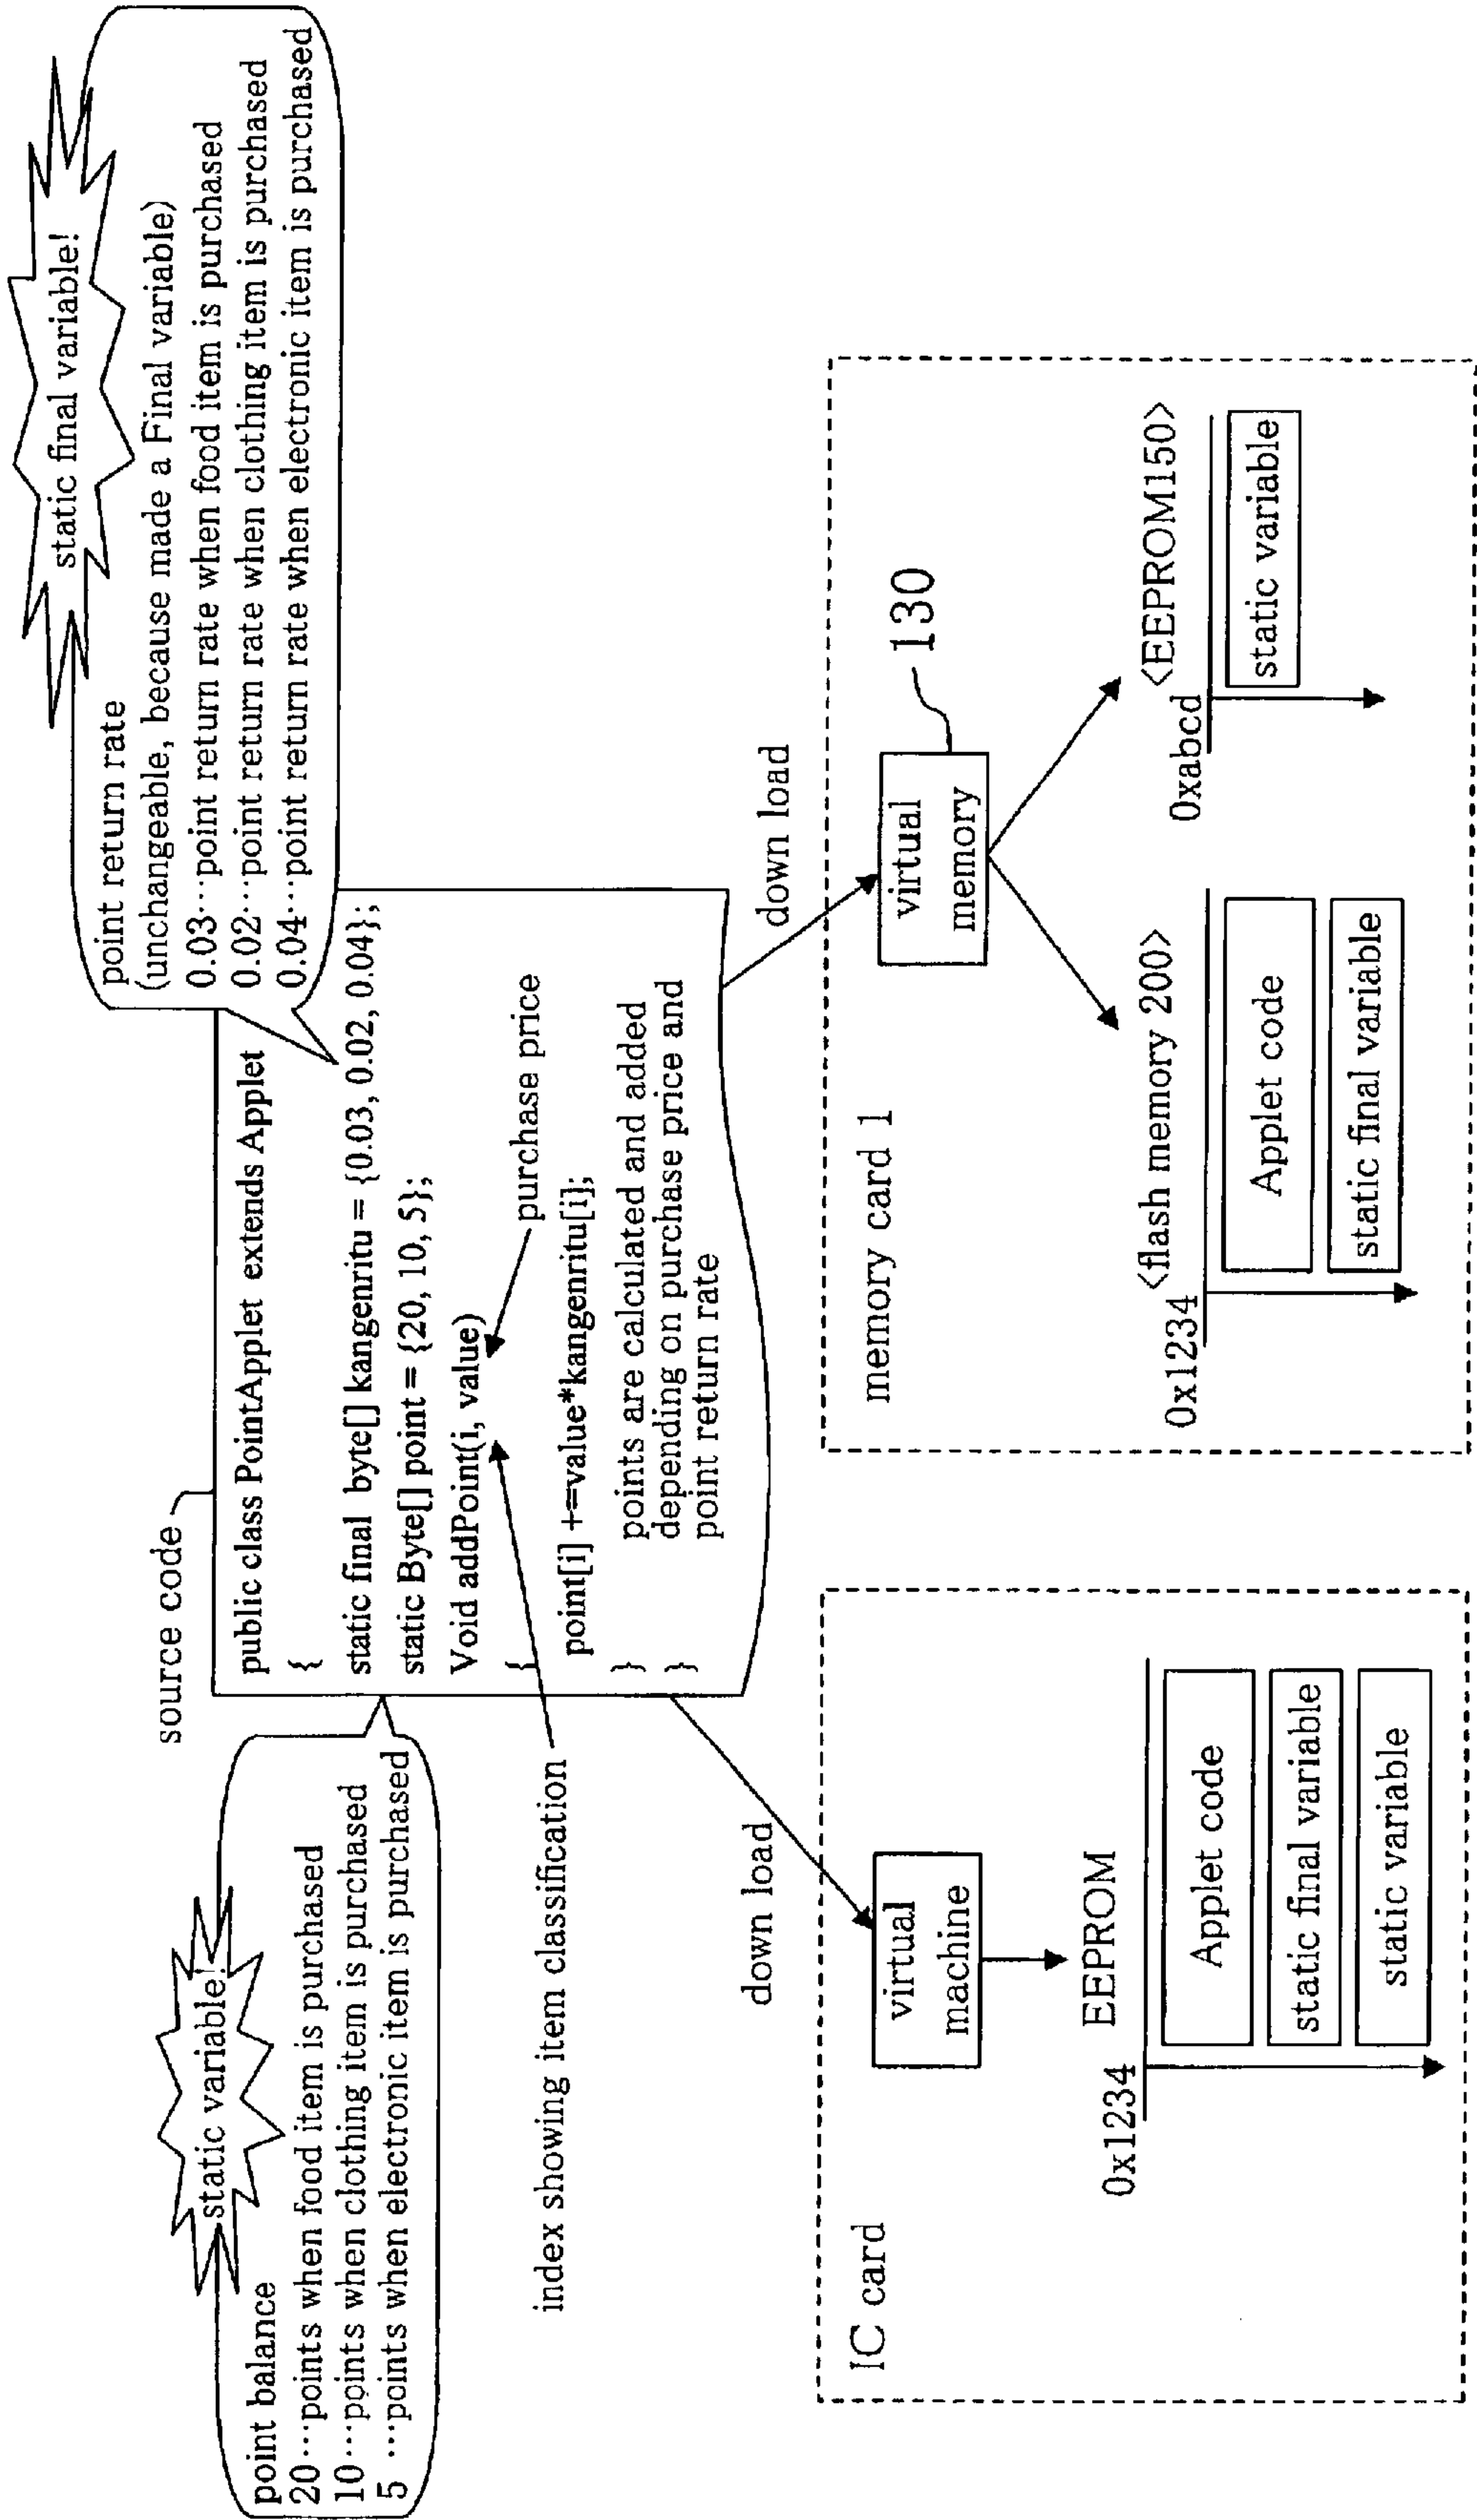 source code
static variable!
point balance
20···points when food item is purchased
10···points when clothing item is purchased
5 ···points when electronic item is purchased
static final variable!
point return rate
(unchangeable, because made a Final variable)
0.03···point return rate when food item is purchased
0.02···point return rate when clothing item is purchased
0.04···point return rate when electronic item is purchased
public class PointApplet extends Applet
{
static final byte[] kangenritu = {0.03, 0.02, 0.04};
static Byte[] point = {20, 10, 5};
Void addPoint(i, value)
{
point[i] +=value*kangenritu[i];
points are calculated and added
depending on purchase price and
point return rate
}
}
purchase price
index showing item classification
down load
down load
IC card
virtual
machine
EEPROM
0x1234
Applet code
static final variable
static variable
memory card 1
virtual
memory
130
<flash memory 200>
0x1234
Applet code
static final variable
<EEPROM150>
0xabcd
static variable